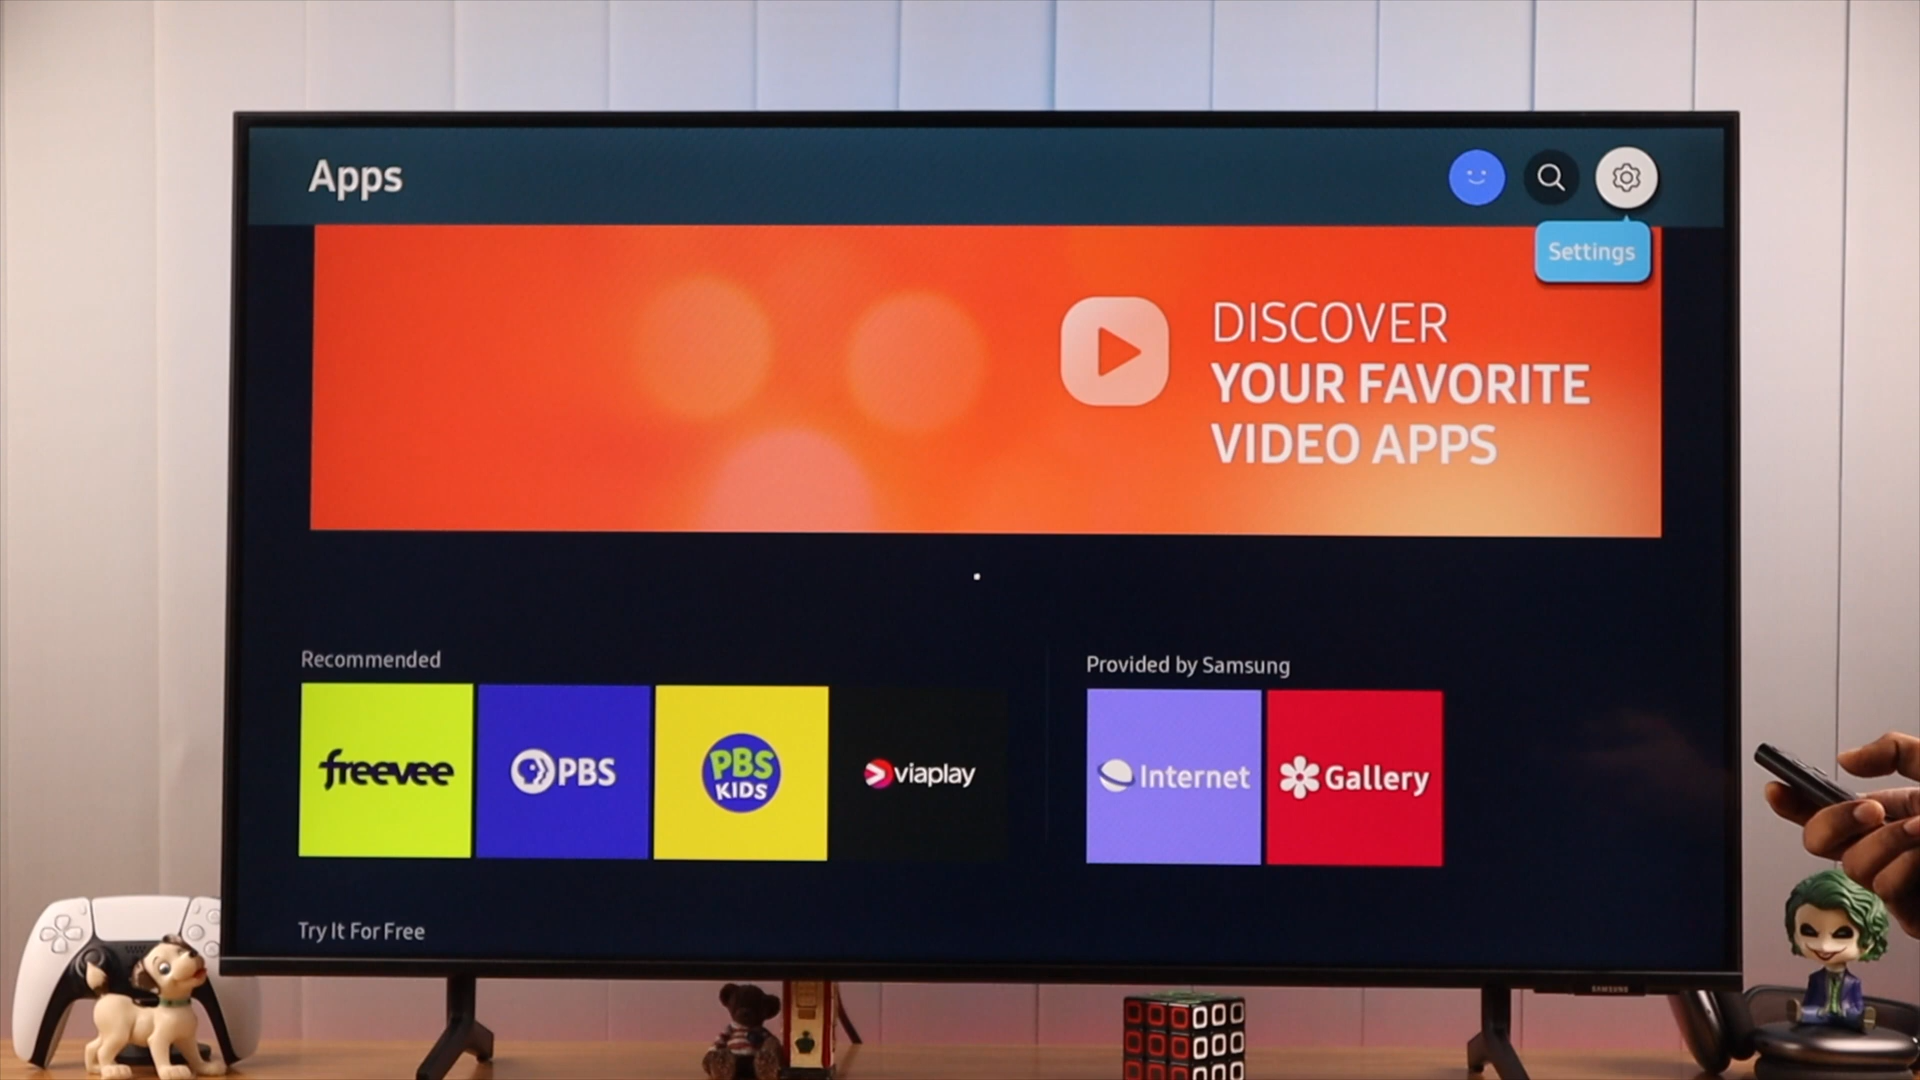 Apps
Settings
DISCOVER
YOUR FAVORITE
VIDEO APPS
Recommended
Provided by Samsung
freevee
PBS
PBS
KIDS
viaplay
Internet
Gallery
Try It For Free
SAMSUNG